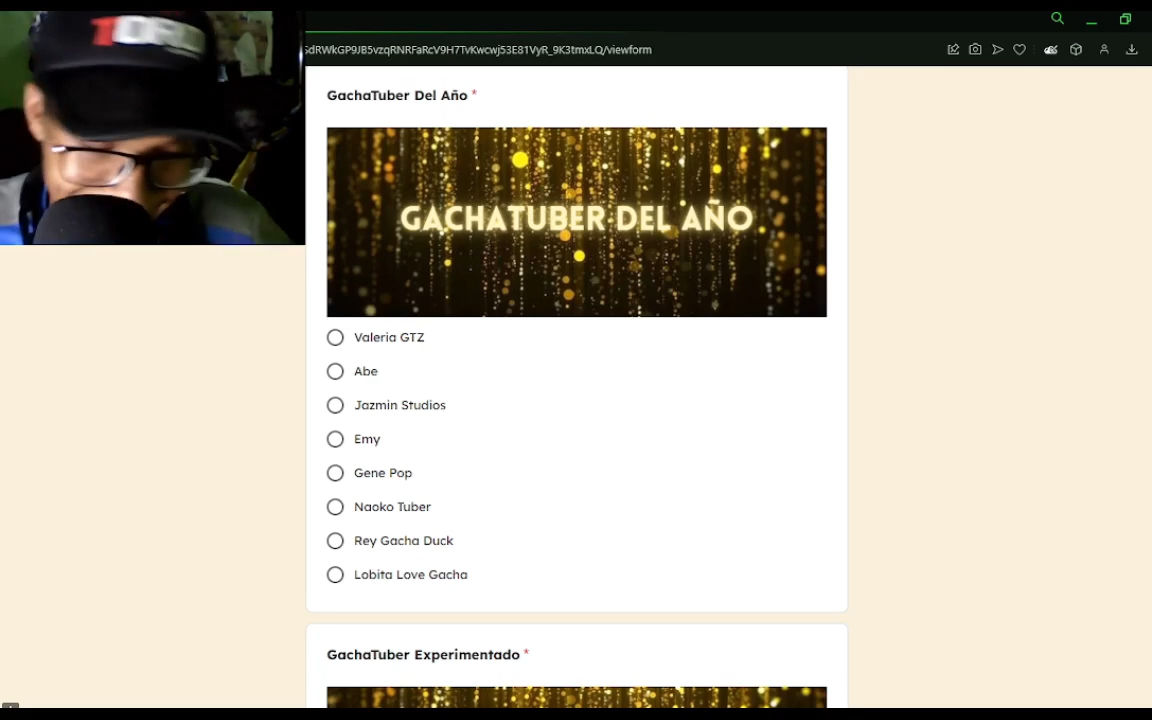 sdRWkGP9JB5vzqRNRFaRcV9H7TvKwcwj53E81VyR_9K3tmxLQ/viewform
GachaTuber Del Año *
GACHATUBER DEL AÑO
Valeria GTZ
Abe
Jazmin Studios
Emy
Gene Pop
Naoko Tuber
Rey Gacha Duck
Lobita Love Gacha
GachaTuber Experimentado *